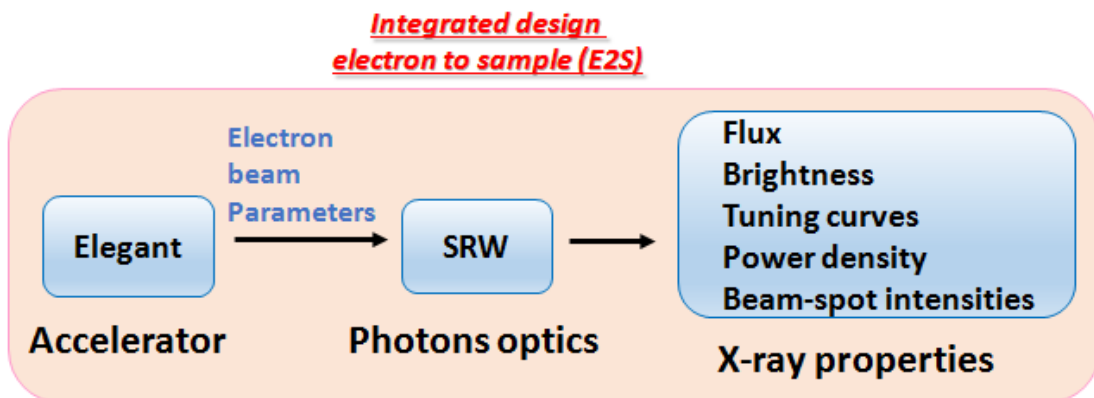 Integrated design
electron to sample (E2S)
Electron
beam
Parameters
Elegant
SRW
Flux
Brightness
Tuning curves
Power density
Beam-spot intensities
Accelerator
Photons optics
X-ray properties